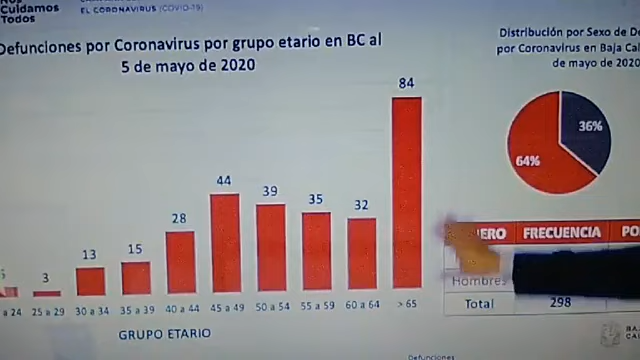 Cuidamos
Todos
EL CORONAVIRUS (COVID-19)
Defunciones por Coronavirus por grupo etario en BC al
5 de mayo de 2020
84
44
39
35
32
28
15
13
3
a 24 25 a 29 30 a 34 35 a 39 40 a 44 45 a 49 50 a 54 55 a 59 60 a 64 > 65
GRUPO ETARIO
Distribución por Sexo de
por Coronavirus en Baja
de mayo de 2020
36%
64%
FRECUENCIA
Hombres
Total 298
Defunciones